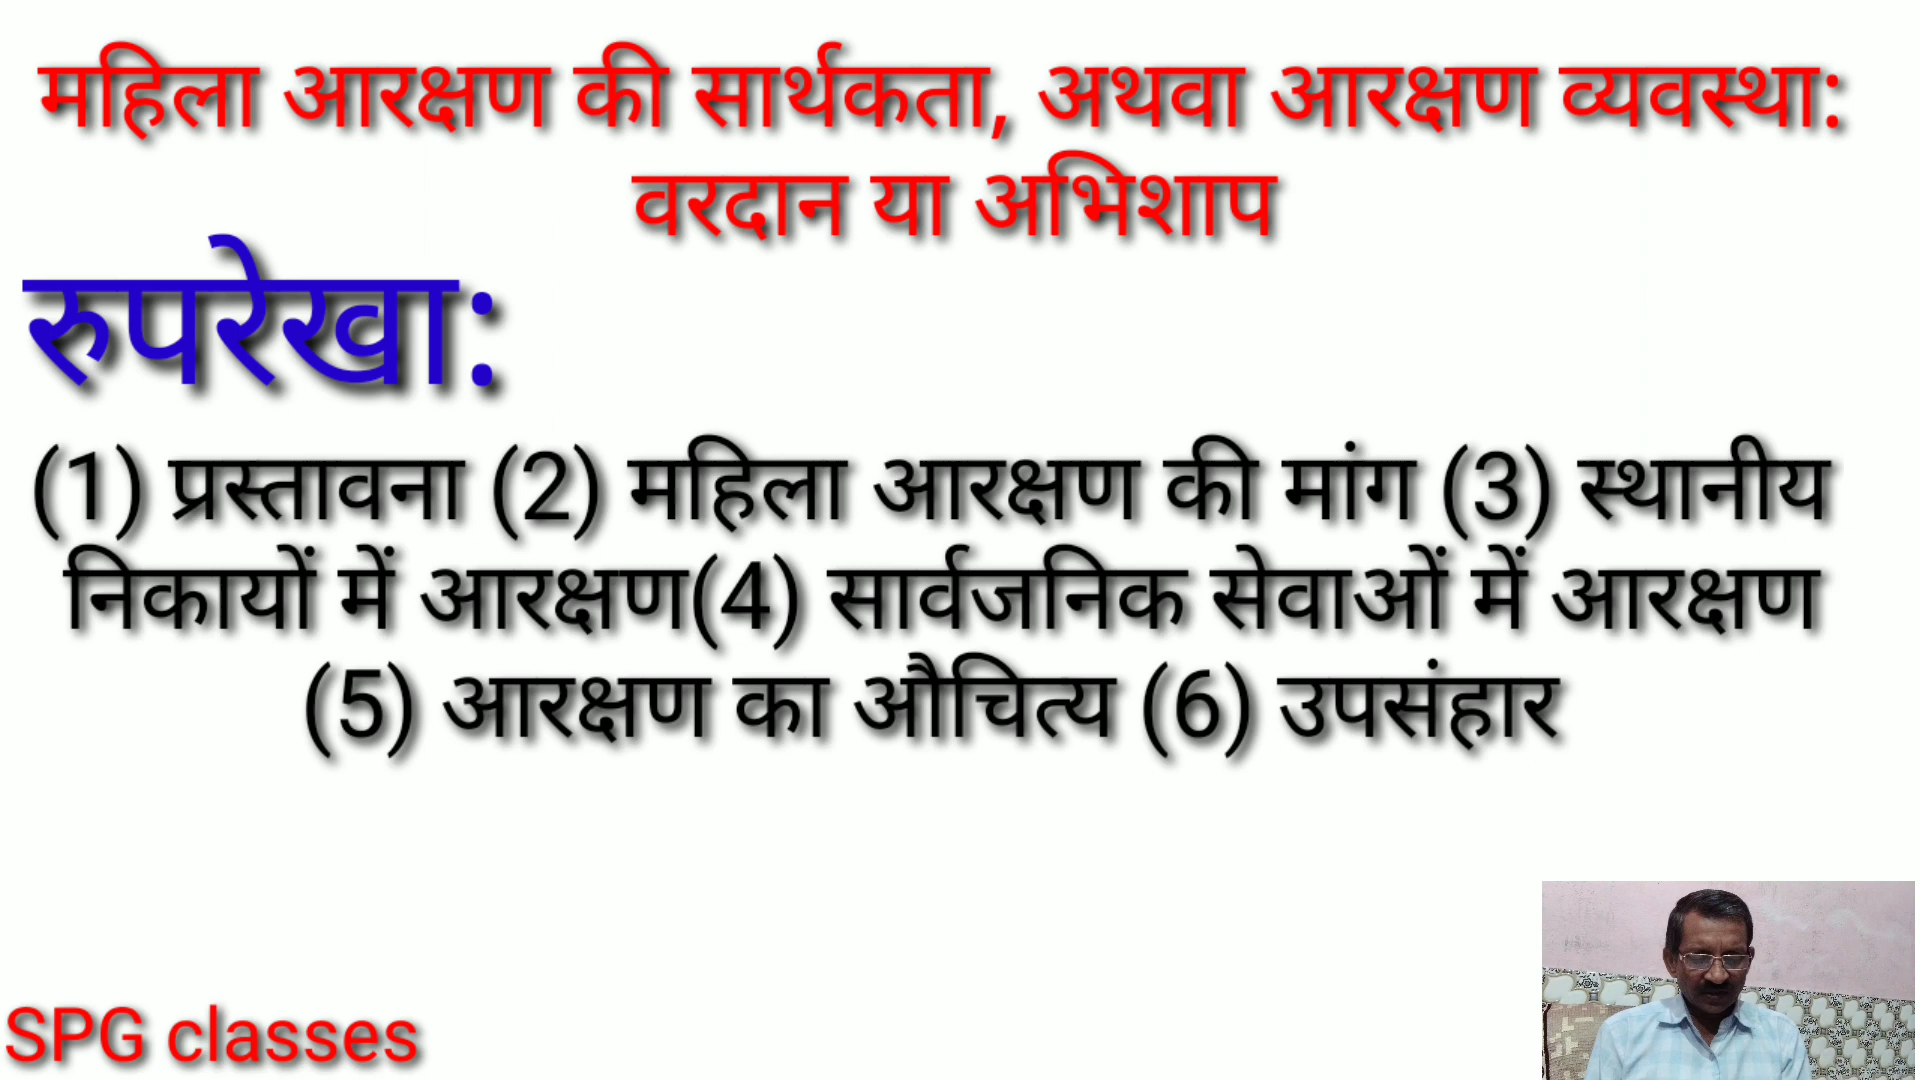 महिला आरक्षण की सार्थकता, अथवा आरक्षण व्यवस्था:
वरदान या अभिशाप
रुपरेखा:
(1) प्रस्तावना (2) महिला आरक्षण की मांग (3) स्थानीय
निकायों में आरक्षण(4) सार्वजनिक सेवाओं में आरक्षण
(5) आरक्षण का औचित्य (6) उपसंहार
SPG classes